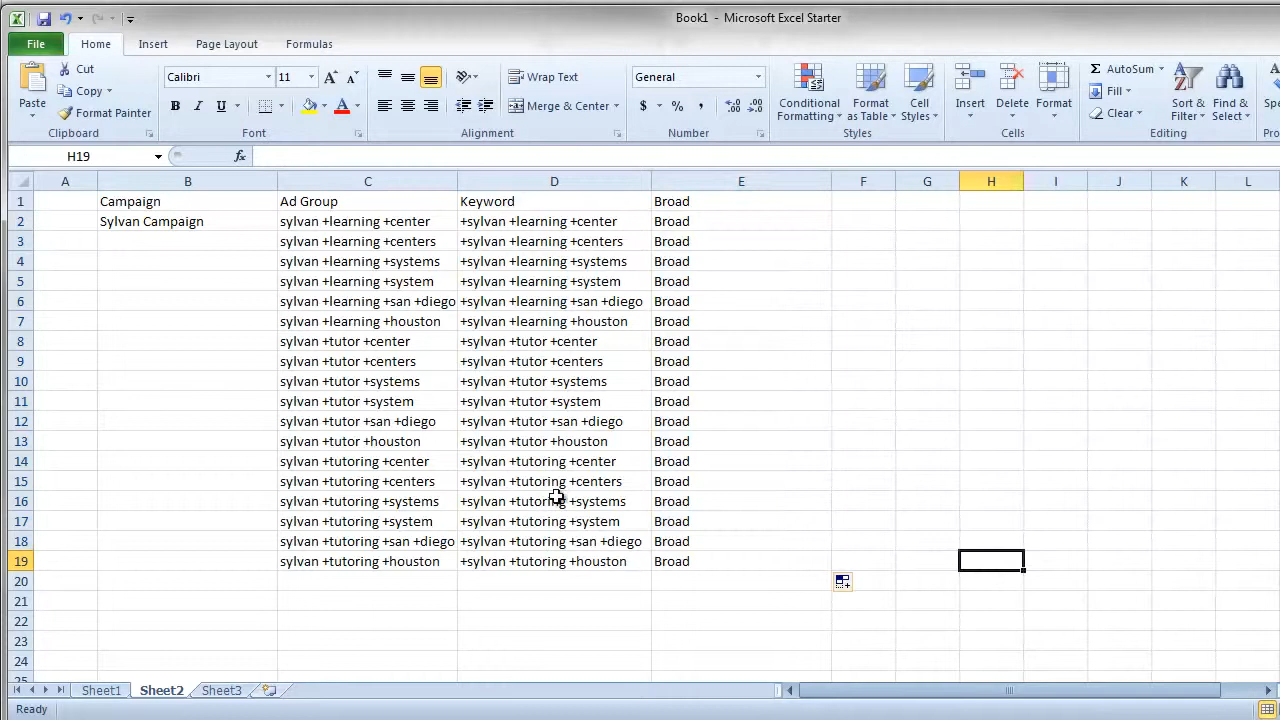 Book1 - Microsoft Excel Starter
File Home Insert Page Layout Formulas
Paste Cut Copy Format Painter
Clipboard
Calibri 11
B I U A
Font
Wrap Text
Merge & Center
Alignment
General
$ % ,
Number
Conditional Formatting Format as Table Cell Styles
Styles
Insert Delete Format
Cells
AutoSum Fill Clear Sort & Filter Find & Select
Editing
H19 fx
A B C D E F G H I J K L
1 Campaign Ad Group Keyword Broad
2 Sylvan Campaign sylvan +learning +center +sylvan +learning +center Broad
3 sylvan +learning +centers +sylvan +learning +centers Broad
4 sylvan +learning +systems +sylvan +learning +systems Broad
5 sylvan +learning +system +sylvan +learning +system Broad
6 sylvan +learning +san +diego +sylvan +learning +san +diego Broad
7 sylvan +learning +houston +sylvan +learning +houston Broad
8 sylvan +tutor +center +sylvan +tutor +center Broad
9 sylvan +tutor +centers +sylvan +tutor +centers Broad
10 sylvan +tutor +systems +sylvan +tutor +systems Broad
11 sylvan +tutor +system +sylvan +tutor +system Broad
12 sylvan +tutor +san +diego +sylvan +tutor +san +diego Broad
13 sylvan +tutor +houston +sylvan +tutor +houston Broad
14 sylvan +tutoring +center +sylvan +tutoring +center Broad
15 sylvan +tutoring +centers +sylvan +tutoring +centers Broad
16 sylvan +tutoring +systems +sylvan +tutoring +systems Broad
17 sylvan +tutoring +system +sylvan +tutoring +system Broad
18 sylvan +tutoring +san +diego +sylvan +tutoring +san +diego Broad
19 sylvan +tutoring +houston +sylvan +tutoring +houston Broad
20
21
22
23
24
Sheet1 Sheet2 Sheet3
Ready